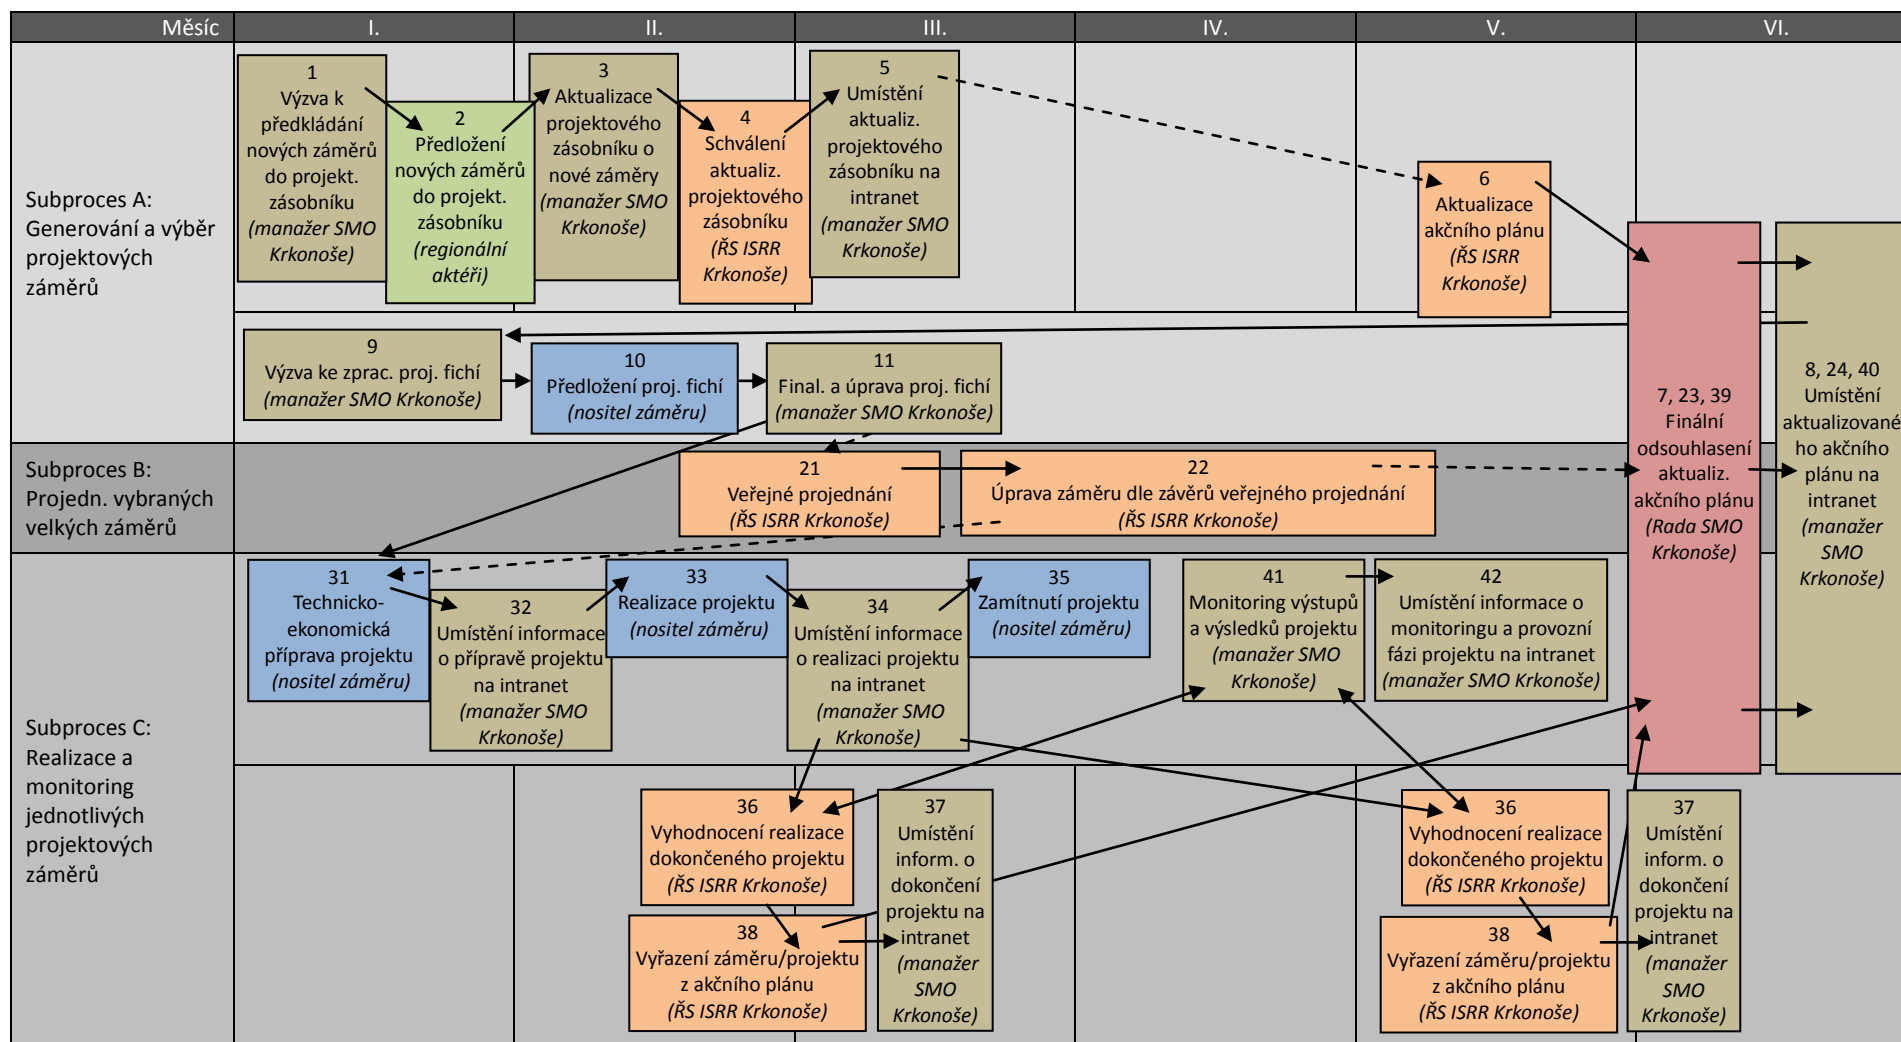 Měsíc
I.
II.
III.
IV.
V.
VI.
Subproces A:
Generování a výběr
projektových
záměrů
1
Výzva k
předkládání
nových záměrů
do projekt.
zásobníku
(manažer SMO
Krkonoše)
2
Předložení
nových záměrů
do projekt.
zásobníku
(regionální
aktéři)
3
Aktualizace
projektového
zásobníku o
nové záměry
(manažer SMO
Krkonoše)
4
Schválení
aktualiz.
projektového
zásobníku
(ŘS ISRR
Krkonoše)
5
Umístění
aktualiz.
projektového
zásobníku na
intranet
(manažer SMO
Krkonoše)
6
Aktualizace
akčního plánu
(ŘS ISRR
Krkonoše)
7, 23, 39
Finální
odsouhlasení
aktualiz.
akčního plánu
(Rada SMO
Krkonoše)
8, 24, 40
Umístění
aktualizované
ho akčního
plánu na
intranet
(manažer
SMO
Krkonoše)
9
Výzva ke zprac. proj. fichí
(manažer SMO Krkonoše)
10
Předložení proj. fichí
(nositel záměru)
11
Final. a úprava proj. fichí
(manažer SMO Krkonoše)
Subproces B:
Projedn. vybraných
velkých záměrů
21
Veřejné projednání
(ŘS ISRR Krkonoše)
22
Úprava záměru dle závěrů veřejného projednání
(ŘS ISRR Krkonoše)
Subproces C:
Realizace a
monitoring
jednotlivých
projektových
záměrů
31
Technicko-
ekonomická
příprava projektu
(nositel záměru)
32
Umístění informace
o přípravě projektu
na intranet
(manažer SMO
Krkonoše)
33
Realizace projektu
(nositel záměru)
34
Umístění informace
o realizaci projektu
na intranet
(manažer SMO
Krkonoše)
35
Zamítnutí projektu
(nositel záměru)
41
Monitoring výstupů
a výsledků projektu
(manažer SMO
Krkonoše)
42
Umístění informace o
monitoringu a provozní
fázi projektu na intranet
(manažer SMO Krkonoše)
36
Vyhodnocení realizace
dokončeného projektu
(ŘS ISRR Krkonoše)
38
Vyřazení záměru/projektu
z akčního plánu
(ŘS ISRR Krkonoše)
37
Umístění
inform. o
dokončení
projektu na
intranet
(manažer
SMO
Krkonoše)
36
Vyhodnocení realizace
dokončeného projektu
(ŘS ISRR Krkonoše)
38
Vyřazení záměru/projektu
z akčního plánu
(ŘS ISRR Krkonoše)
37
Umístění
inform. o
dokončení
projektu na
intranet
(manažer
SMO
Krkonoše)